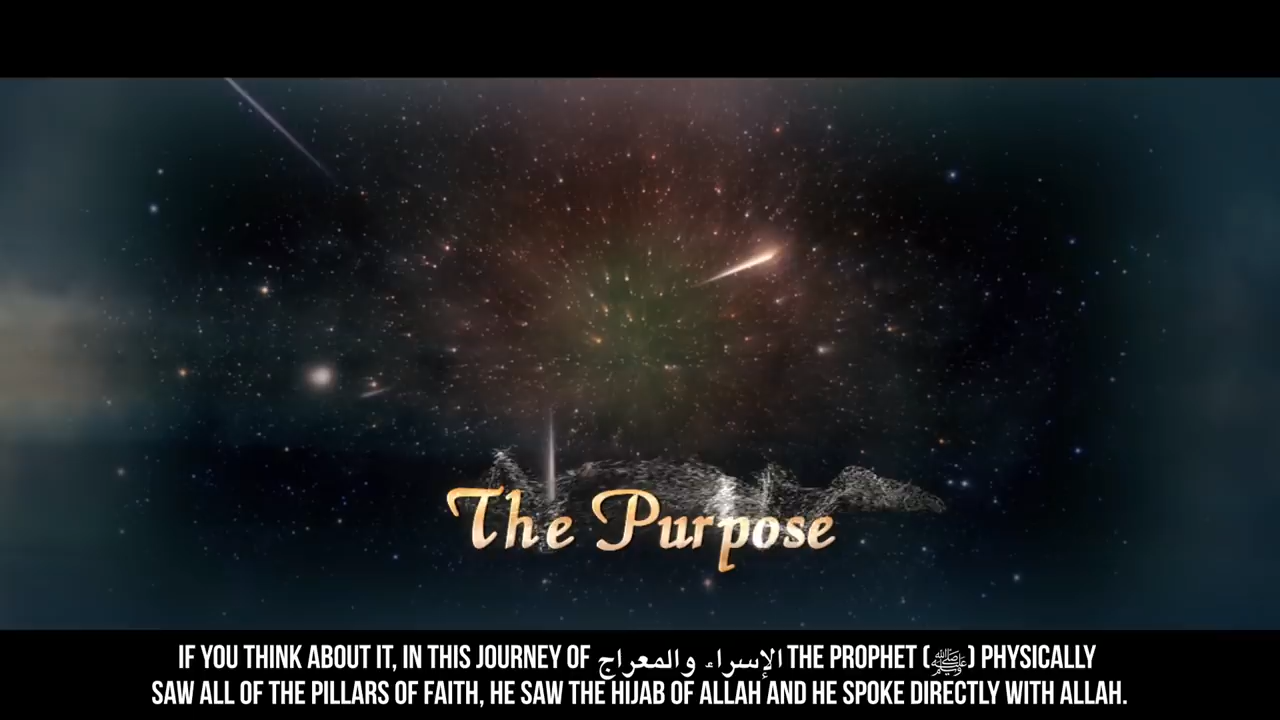 The Purpose
IF YOU THINK ABOUT IT, IN THIS JOURNEY OF الإسراء والمعراج THE PROPHET (ﷺ) PHYSICALLY
SAW ALL OF THE PILLARS OF FAITH, HE SAW THE HIJAB OF ALLAH AND HE SPOKE DIRECTLY WITH ALLAH.